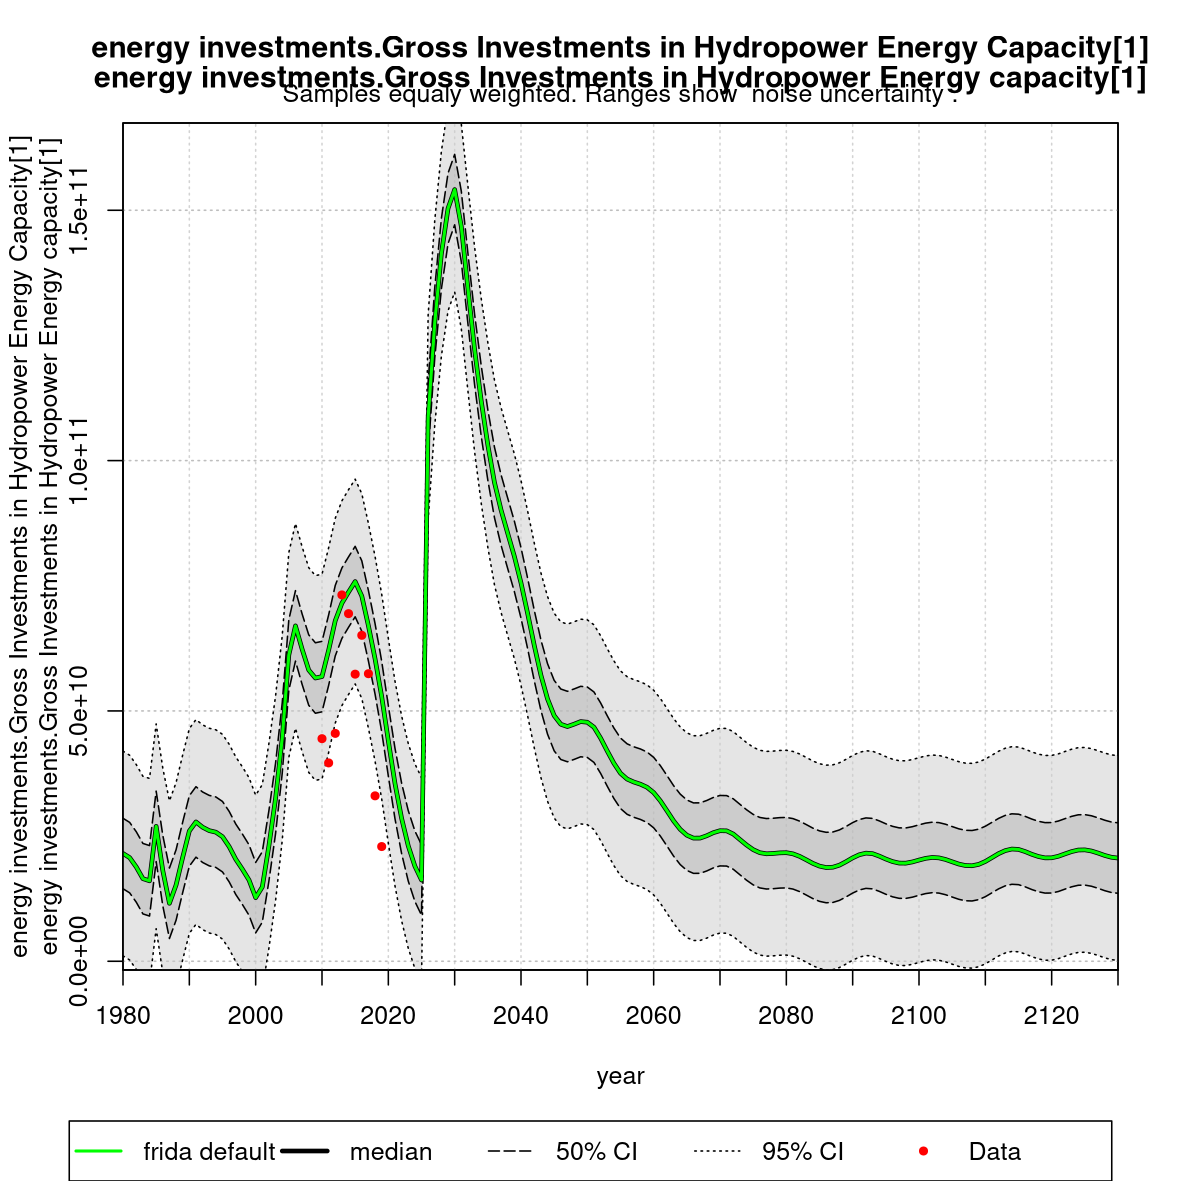 energy investments.Gross Investments in Hydropower Energy Capacity[1]
energy investments.Gross Investments in Hydropower Energy capacity[1]
Samples equaly weighted. Ranges show  noise uncertainty .
energy investments.Gross Investments in Hydropower Energy Capacity[1]
energy investments.Gross Investments in Hydropower Energy capacity[1]
1.5e+11
1.0e+11
5.0e+10
0.0e+00
1980 2000 2020 2040 2060 2080 2100 2120
year
frida default median 50% CI 95% CI Data